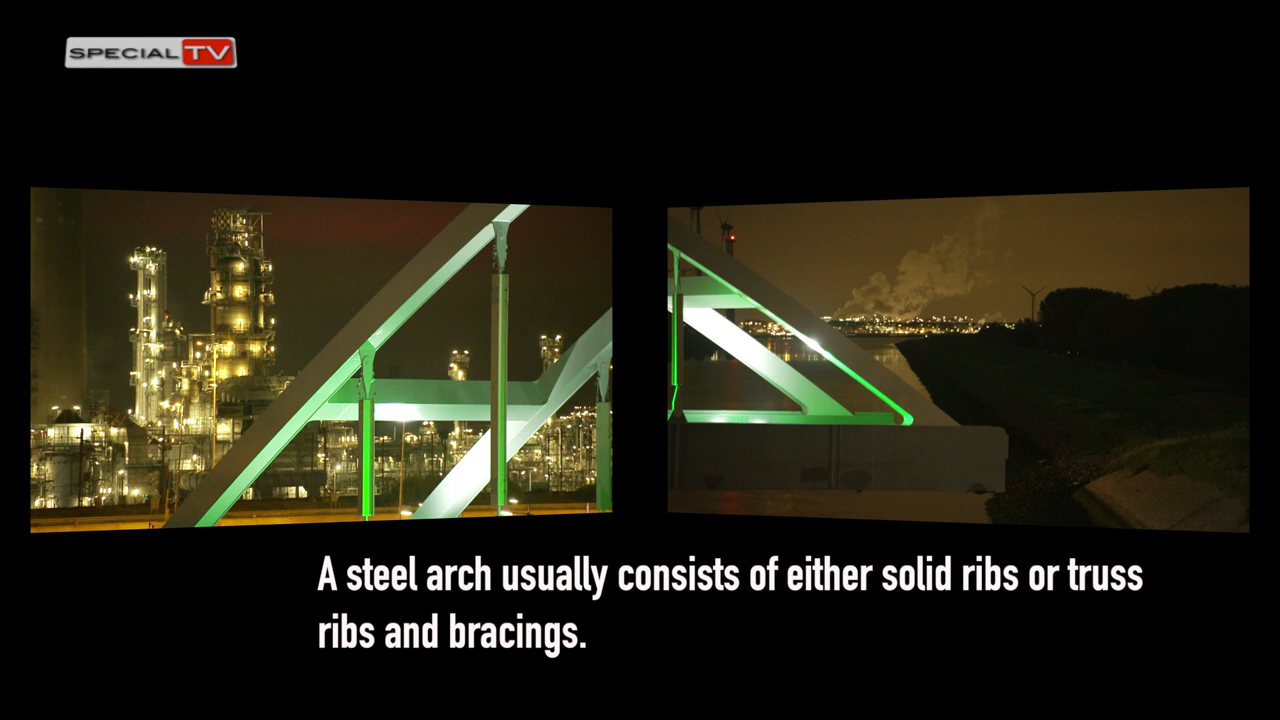 SPECIAL TV
A steel arch usually consists of either solid ribs or truss
ribs and bracings.